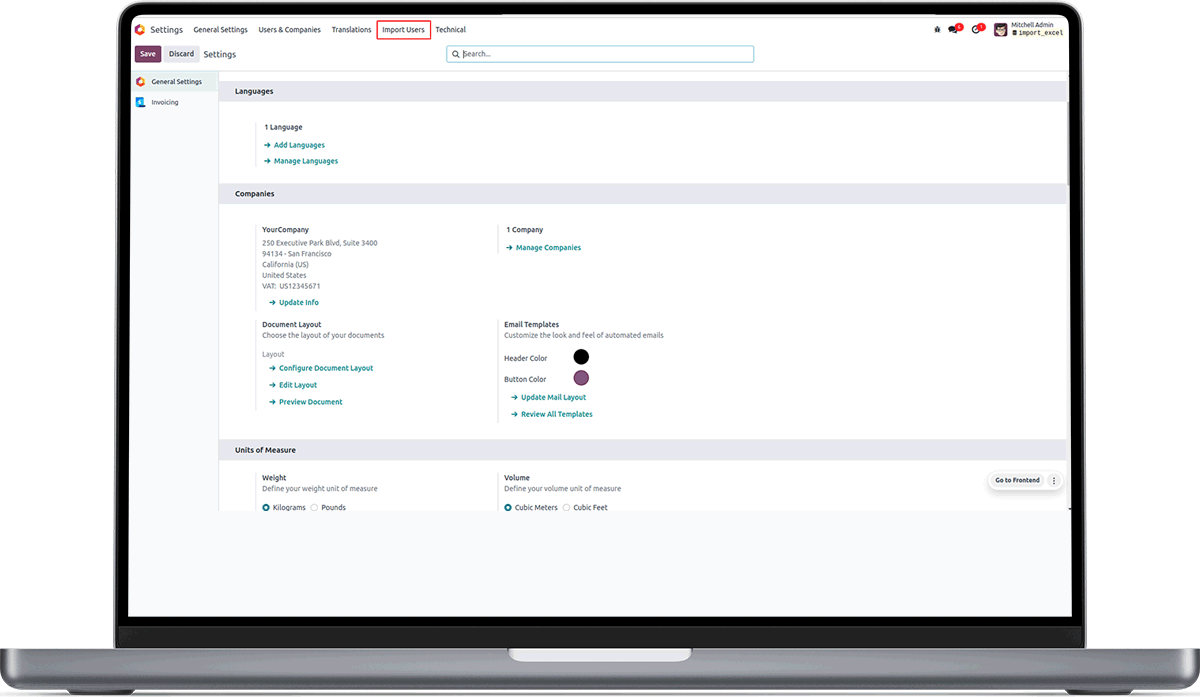 Settings General Settings Users & Companies Translations Import Users Technical
Mitchell Admin
import_excel
Save Discard Settings Search...
General Settings
Invoicing
Languages
1 Language
Add Languages
Manage Languages
Companies
YourCompany
250 Executive Park Blvd, Suite 3400
94134 - San Francisco
California (US)
United States
VAT: US12345671
Update Info
1 Company
Manage Companies
Document Layout
Choose the layout of your documents
Layout
Configure Document Layout
Edit Layout
Preview Document
Email Templates
Customize the look and feel of automated emails
Header Color
Button Color
Update Mail Layout
Review All Templates
Units of Measure
Weight
Define your weight unit of measure
Kilograms Pounds
Volume
Define your volume unit of measure
Cubic Meters Cubic Feet
Go to Frontend